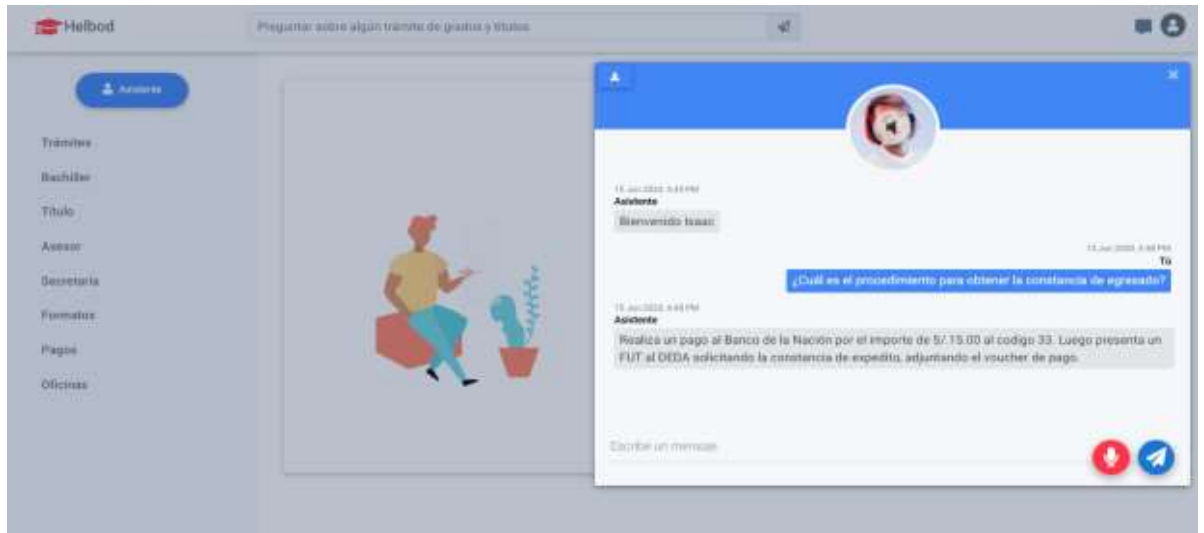 Helbod
Preguntar sobre algún trámite de grados y títulos
Asistente
Trámites
Bachiller
Título
Asesor
Secretaría
Formatos
Pagos
Oficinas
Asistente
Bienvenido Isaac
Tú
¿Cuál es el procedimiento para obtener la constancia de egresado?
Asistente
Realiza un pago al Banco de la Nación por el importe de S/.15.00 al codigo 33. Luego presenta un
FUT al DEDA solicitando la constancia de expedito, adjuntando el voucher de pago.
Escribe un mensaje